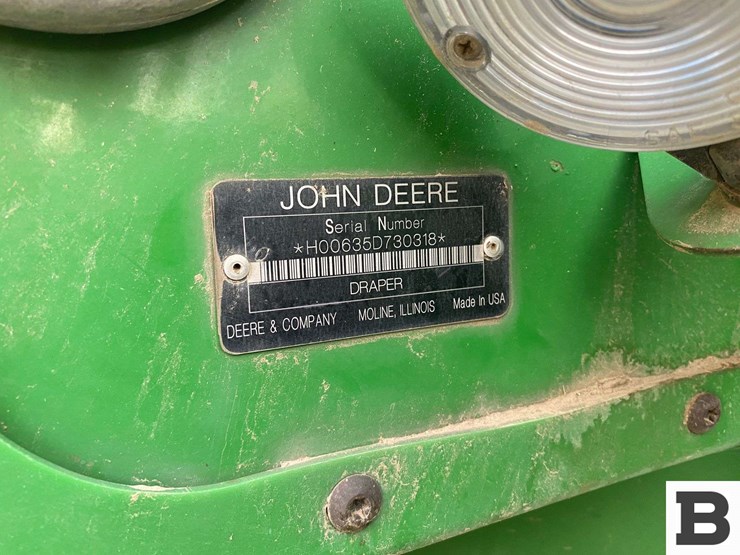 JOHN DEERE
Serial Number
*H00635D730318*
DRAPER
DEERE & COMPANY MOLINE, ILLINOIS Made In USA
B